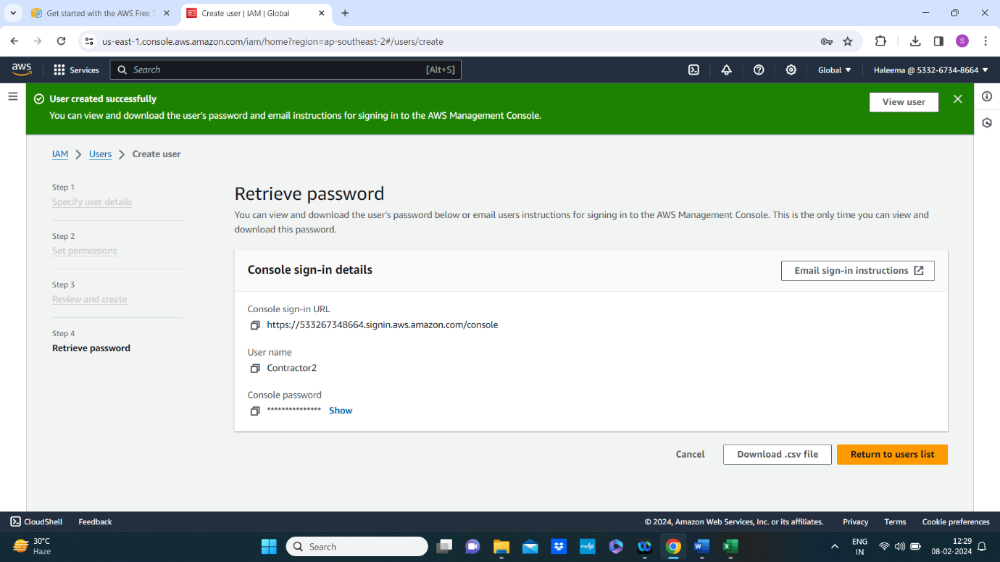 Get started with the AWS Free T
Create user | IAM | Global
us-east-1.console.aws.amazon.com/iam/home?region=ap-southeast-2#/users/create
S
aws
Services
Search
[Alt+S]
Global
Haleema @ 5332-6734-8664
User created successfully
You can view and download the user's password and email instructions for signing in to the AWS Management Console.
View user
IAM
Users
Create user
Step 1
Specify user details
Step 2
Set permissions
Step 3
Review and create
Step 4
Retrieve password
Retrieve password
You can view and download the user's password below or email users instructions for signing in to the AWS Management Console. This is the only time you can view and
download this password.
Console sign-in details
Email sign-in instructions
Console sign-in URL
https://533267348664.signin.aws.amazon.com/console
User name
Contractor2
Console password
***************
Show
Cancel
Download .csv file
Return to users list
CloudShell
Feedback
© 2024, Amazon Web Services, Inc. or its affiliates.
Privacy
Terms
Cookie preferences
30°C
Haze
Search
myhp
W
X
ENG
IN
12:29
08-02-2024